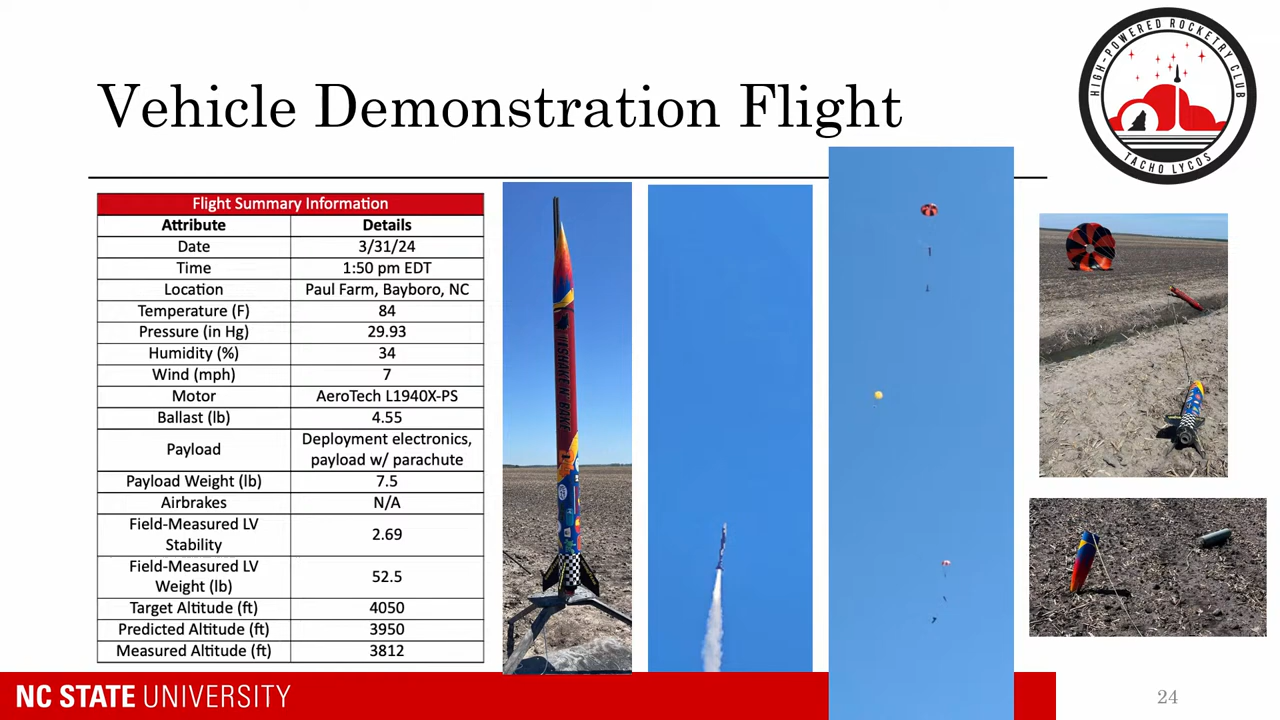 Vehicle Demonstration Flight
HIGH-POWERED ROCKETRY CLUB
TACHO LYCOS
Flight Summary Information
Attribute Details
Date 3/31/24
Time 1:50 pm EDT
Location Paul Farm, Bayboro, NC
Temperature (F) 84
Pressure (in Hg) 29.93
Humidity (%) 34
Wind (mph) 7
Motor AeroTech L1940X-PS
Ballast (lb) 4.55
Payload Deployment electronics,
payload w/ parachute
Payload Weight (lb) 7.5
Airbrakes N/A
Field-Measured LV
Stability 2.69
Field-Measured LV
Weight (lb) 52.5
Target Altitude (ft) 4050
Predicted Altitude (ft) 3950
Measured Altitude (ft) 3812
NC STATE UNIVERSITY
24